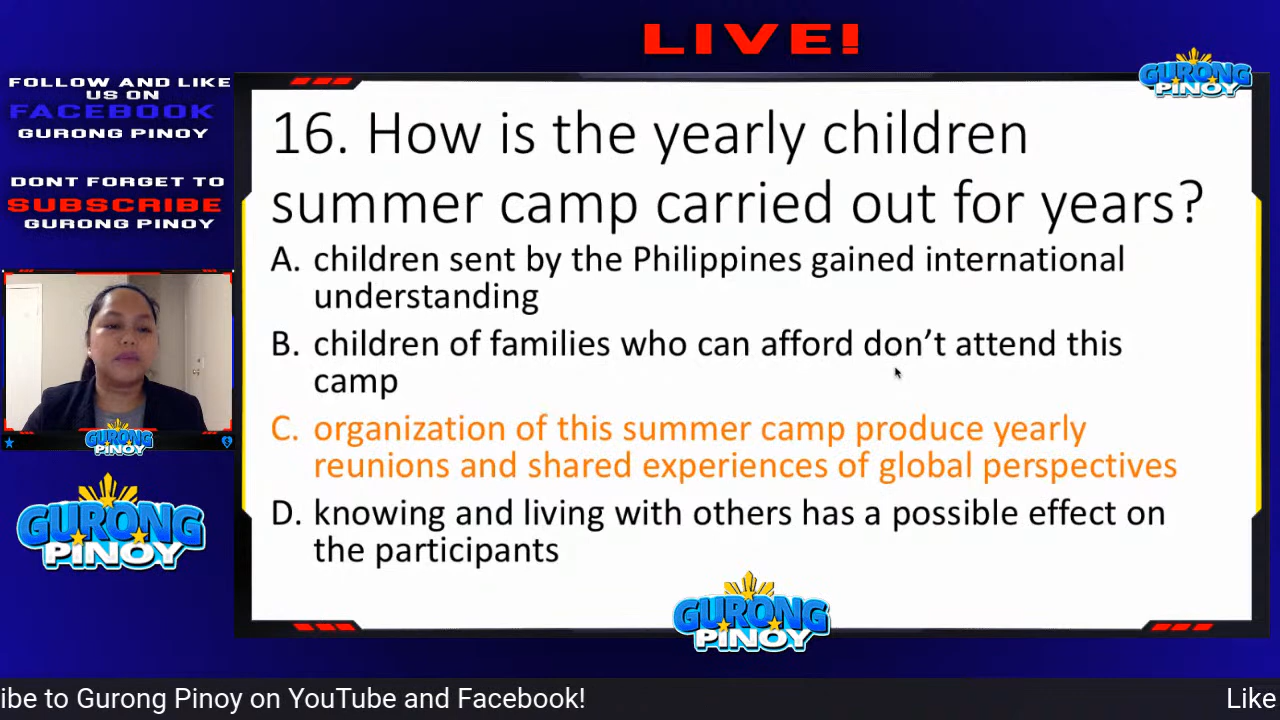 LIVE!
GURONG
PINOY
FOLLOW AND LIKE
US ON
FACEBOOK
GURONG PINOY
DONT FORGET TO
SUBSCRIBE
GURONG PINOY
16. How is the yearly children
summer camp carried out for years?
A. children sent by the Philippines gained international
understanding
B. children of families who can afford don’t attend this
camp
C. organization of this summer camp produce yearly
reunions and shared experiences of global perspectives
D. knowing and living with others has a possible effect on
the participants
GURONG
PINOY
GURONG
PINOY
GURONG
PINOY
ibe to Gurong Pinoy on YouTube and Facebook!
Like